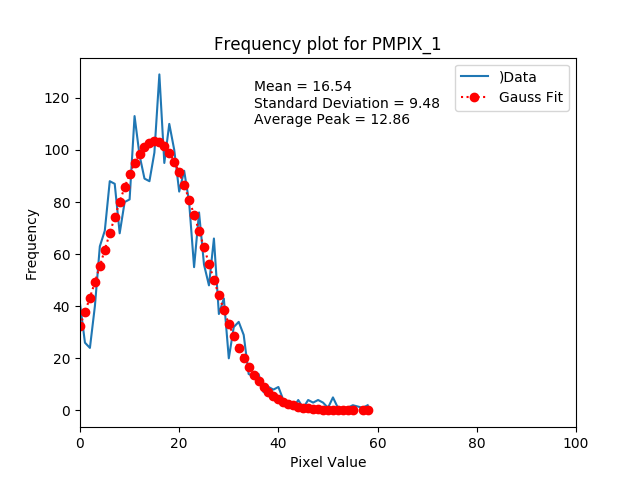 Frequency plot for PMPIX_1
Mean = 16.54
Standard Deviation = 9.48
Average Peak = 12.86
)Data
Gauss Fit
Frequency
120
100
80
60
40
20
0
0 20 40 60 80 100
Pixel Value